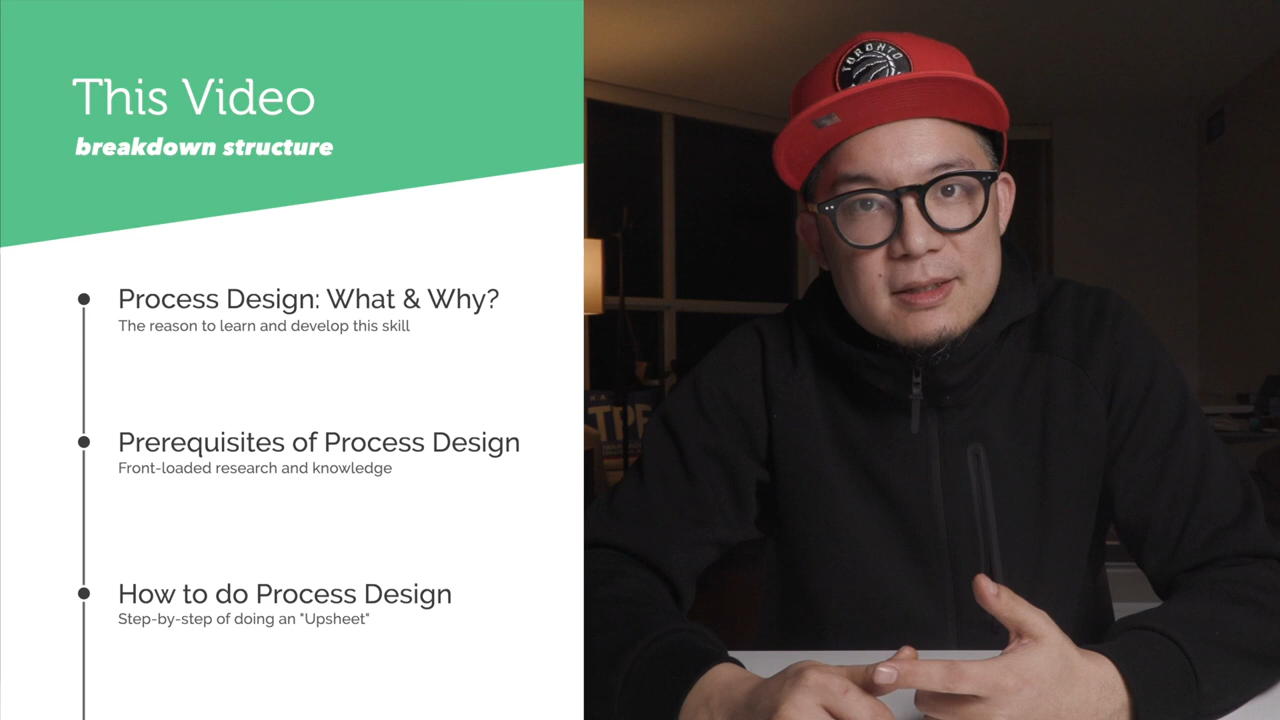 This Video
breakdown structure
Process Design: What & Why?
The reason to learn and develop this skill
Prerequisites of Process Design
Front-loaded research and knowledge
How to do Process Design
Step-by-step of doing an "Upsheet"
TORONTO